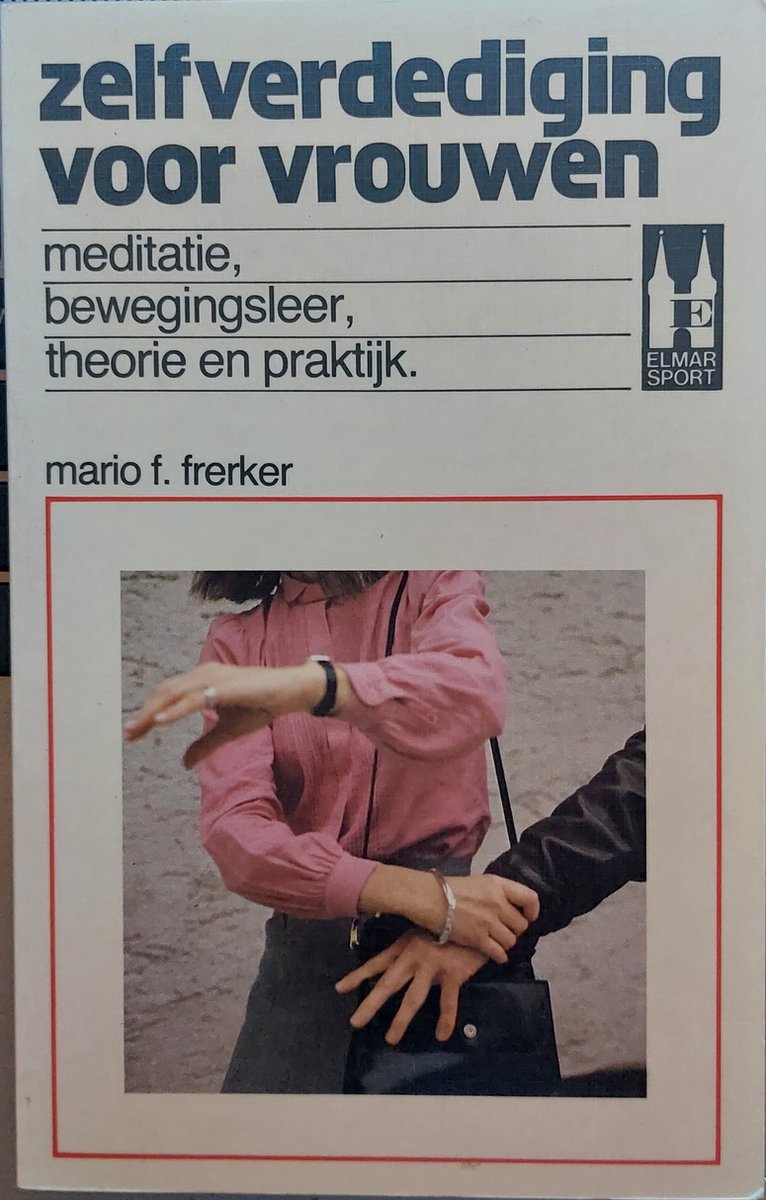 zelfverdediging
voor vrouwen
meditatie,
bewegingsleer,
theorie en praktijk.
E
ELMAR
SPORT
mario f. frerker